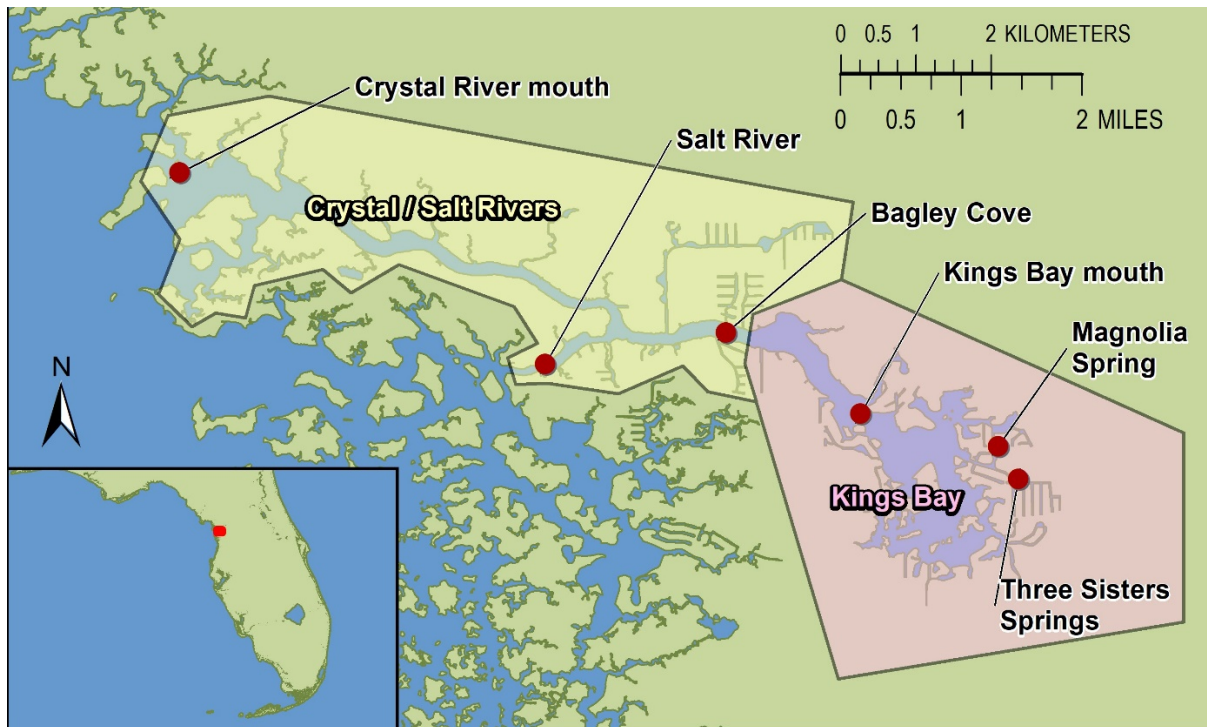 0 0.5 1 2 KILOMETERS
0 0.5 1 2 MILES
Crystal River mouth
Salt River
Crystal / Salt Rivers
Bagley Cove
Kings Bay mouth
Magnolia
Spring
N
Kings Bay
Three Sisters
Springs